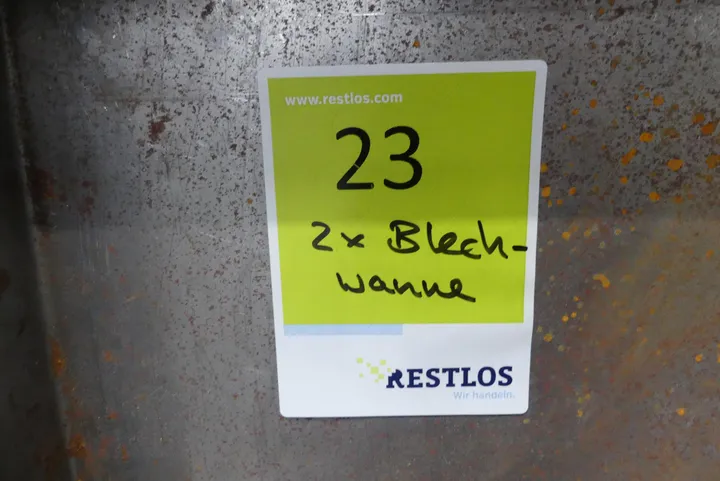 www.restlos.com
23
2x Blech-
wanne
RESTLOS
Wir handeln.